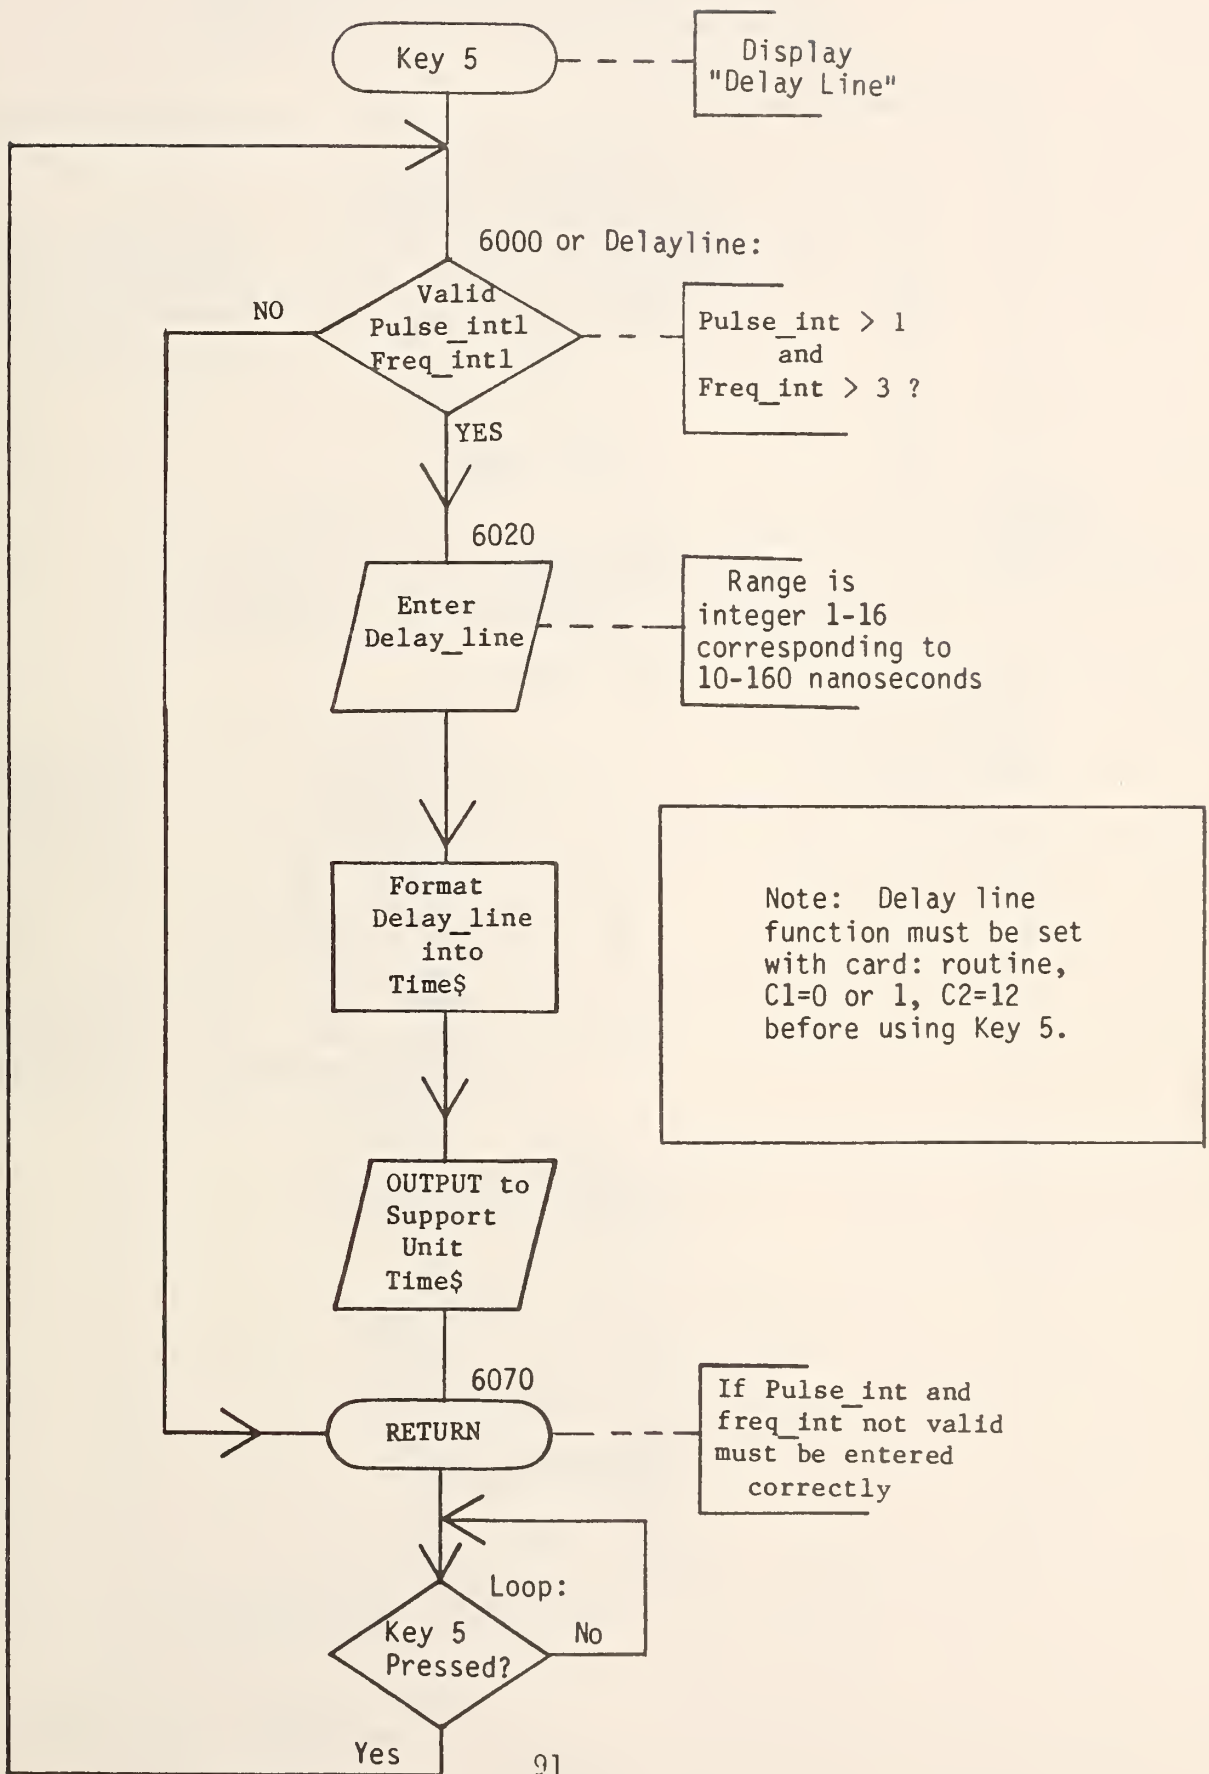 Key 5
Display
"Delay Line"
6000 or Delayline:
NO
Valid
Pulse_intl
Freq_intl
Pulse_int > 1
and
Freq_int > 3 ?
YES
6020
Enter
Delay_line
Range is
integer 1-16
corresponding to
10-160 nanoseconds
Format
Delay_line
into
Time$
Note: Delay line
function must be set
with card: routine,
C1=0 or 1, C2=12
before using Key 5.
OUTPUT to
Support
Unit
Time$
6070
RETURN
If Pulse_int and
freq_int not valid
must be entered
correctly
Loop:
Key 5
Pressed?
No
Yes
91